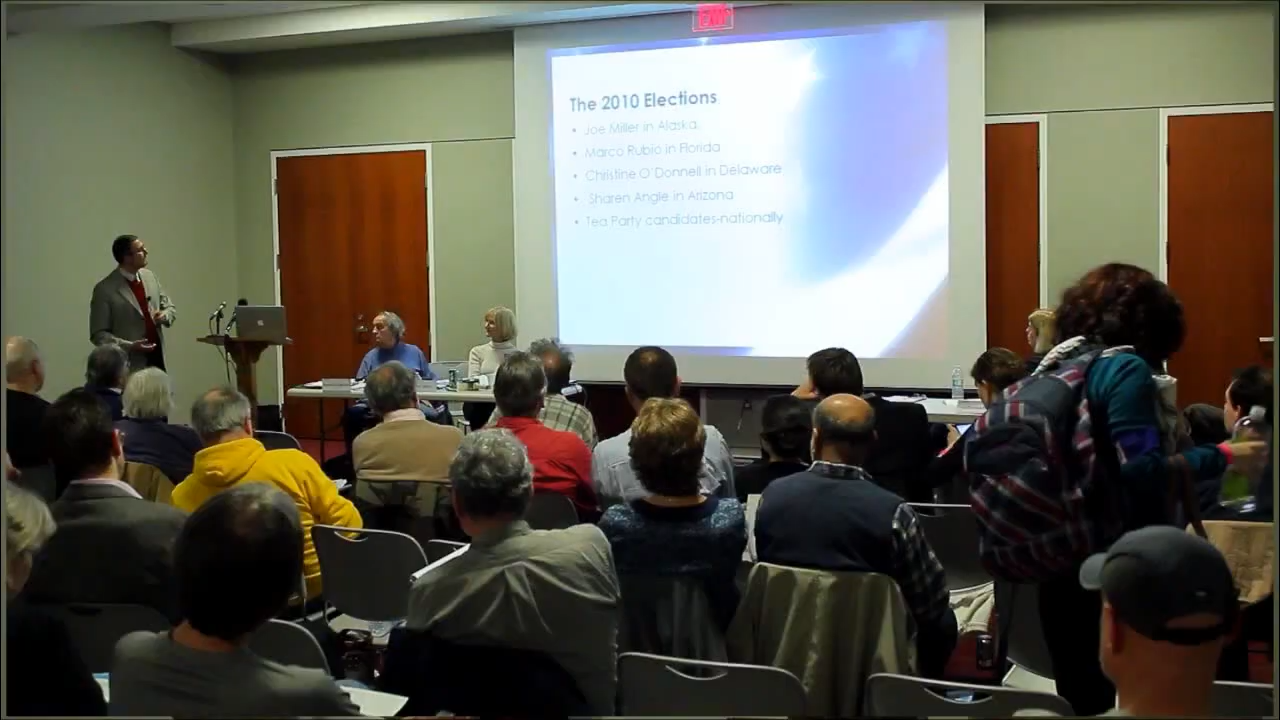 EXIT
The 2010 Elections
• Joe Miller in Alaska.
• Marco Rubio in Florida
• Christine O'Donnell in Delaware
• Sharen Angle in Arizona
• Tea Party candidates-nationally